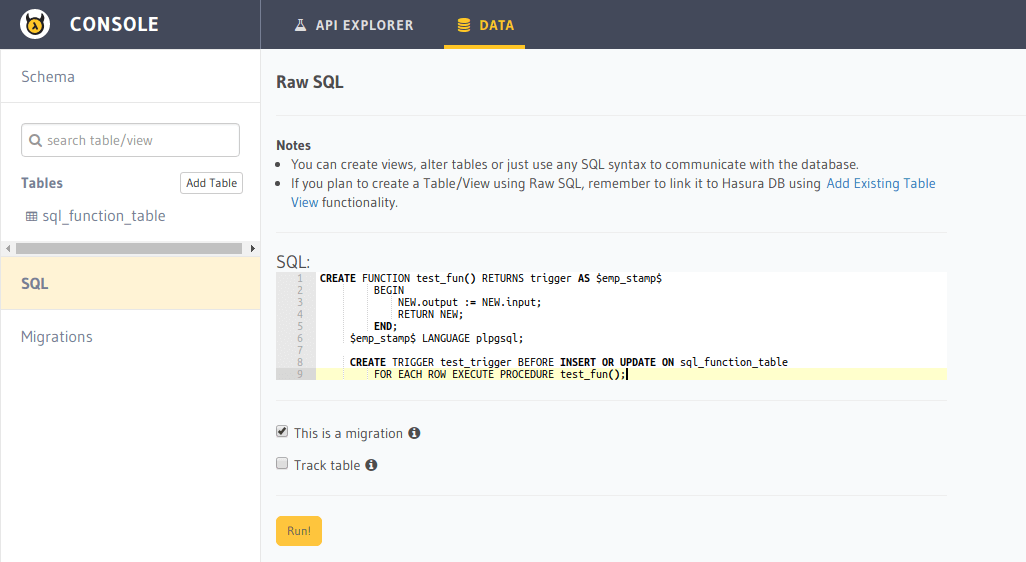 CONSOLE
API EXPLORER
DATA
Schema
search table/view
Tables
Add Table
sql_function_table
SQL
Migrations
Raw SQL
Notes
You can create views, alter tables or just use any SQL syntax to communicate with the database.
If you plan to create a Table/View using Raw SQL, remember to link it to Hasura DB using Add Existing Table
View functionality.
SQL:
1 CREATE FUNCTION test_fun() RETURNS trigger AS $emp_stamp$
2 BEGIN
3 NEW.output := NEW.input;
4 RETURN NEW;
5 END;
6 $emp_stamp$ LANGUAGE plpgsql;
7
8 CREATE TRIGGER test_trigger BEFORE INSERT OR UPDATE ON sql_function_table
9 FOR EACH ROW EXECUTE PROCEDURE test_fun();
This is a migration
Track table
Run!